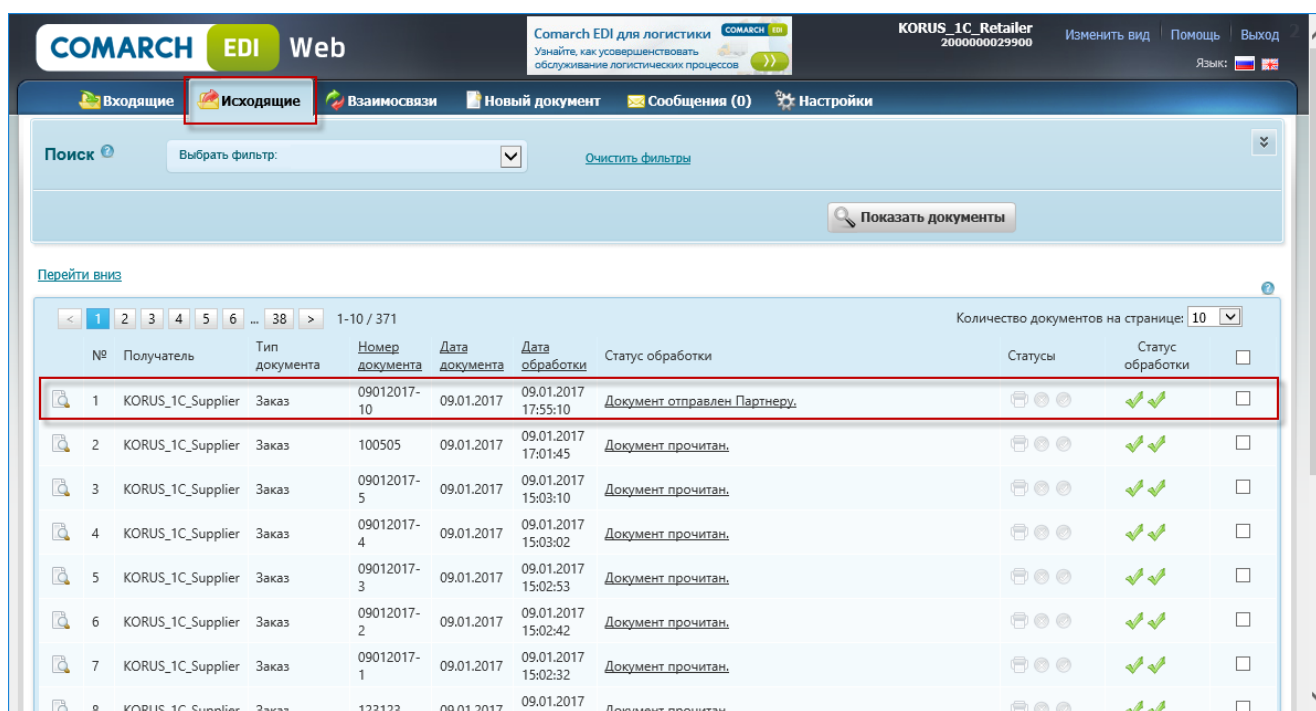 COMARCH EDI Web
Comarch EDI для логистики COMARCH EDI
Узнайте, как усовершенствовать
обслуживание логистических процессов
KORUS_1C_Retailer
2000000029900
Изменить вид Помощь Выход
Язык:
Входящие Исходящие Взаимосвязи Новый документ Сообщения (0) Настройки
Поиск Выбрать фильтр: Очистить фильтры
Показать документы
Перейти вниз
< 1 2 3 4 5 6 ... 38 > 1-10 / 371 Количество документов на странице: 10
№ Получатель Тип документа Номер документа Дата документа Дата обработки Статус обработки Статусы Статус обработки
1 KORUS_1C_Supplier Заказ 09012017-10 09.01.2017 09.01.2017 17:55:10 Документ отправлен Партнеру.
2 KORUS_1C_Supplier Заказ 100505 09.01.2017 09.01.2017 17:01:45 Документ прочитан.
3 KORUS_1C_Supplier Заказ 09012017-5 09.01.2017 09.01.2017 15:03:10 Документ прочитан.
4 KORUS_1C_Supplier Заказ 09012017-4 09.01.2017 09.01.2017 15:03:02 Документ прочитан.
5 KORUS_1C_Supplier Заказ 09012017-3 09.01.2017 09.01.2017 15:02:53 Документ прочитан.
6 KORUS_1C_Supplier Заказ 09012017-2 09.01.2017 09.01.2017 15:02:42 Документ прочитан.
7 KORUS_1C_Supplier Заказ 09012017-1 09.01.2017 09.01.2017 15:02:32 Документ прочитан.
8 KORUS_1C_Supplier Заказ 123123 09.01.2017 09.01.2017 Документ прочитан.